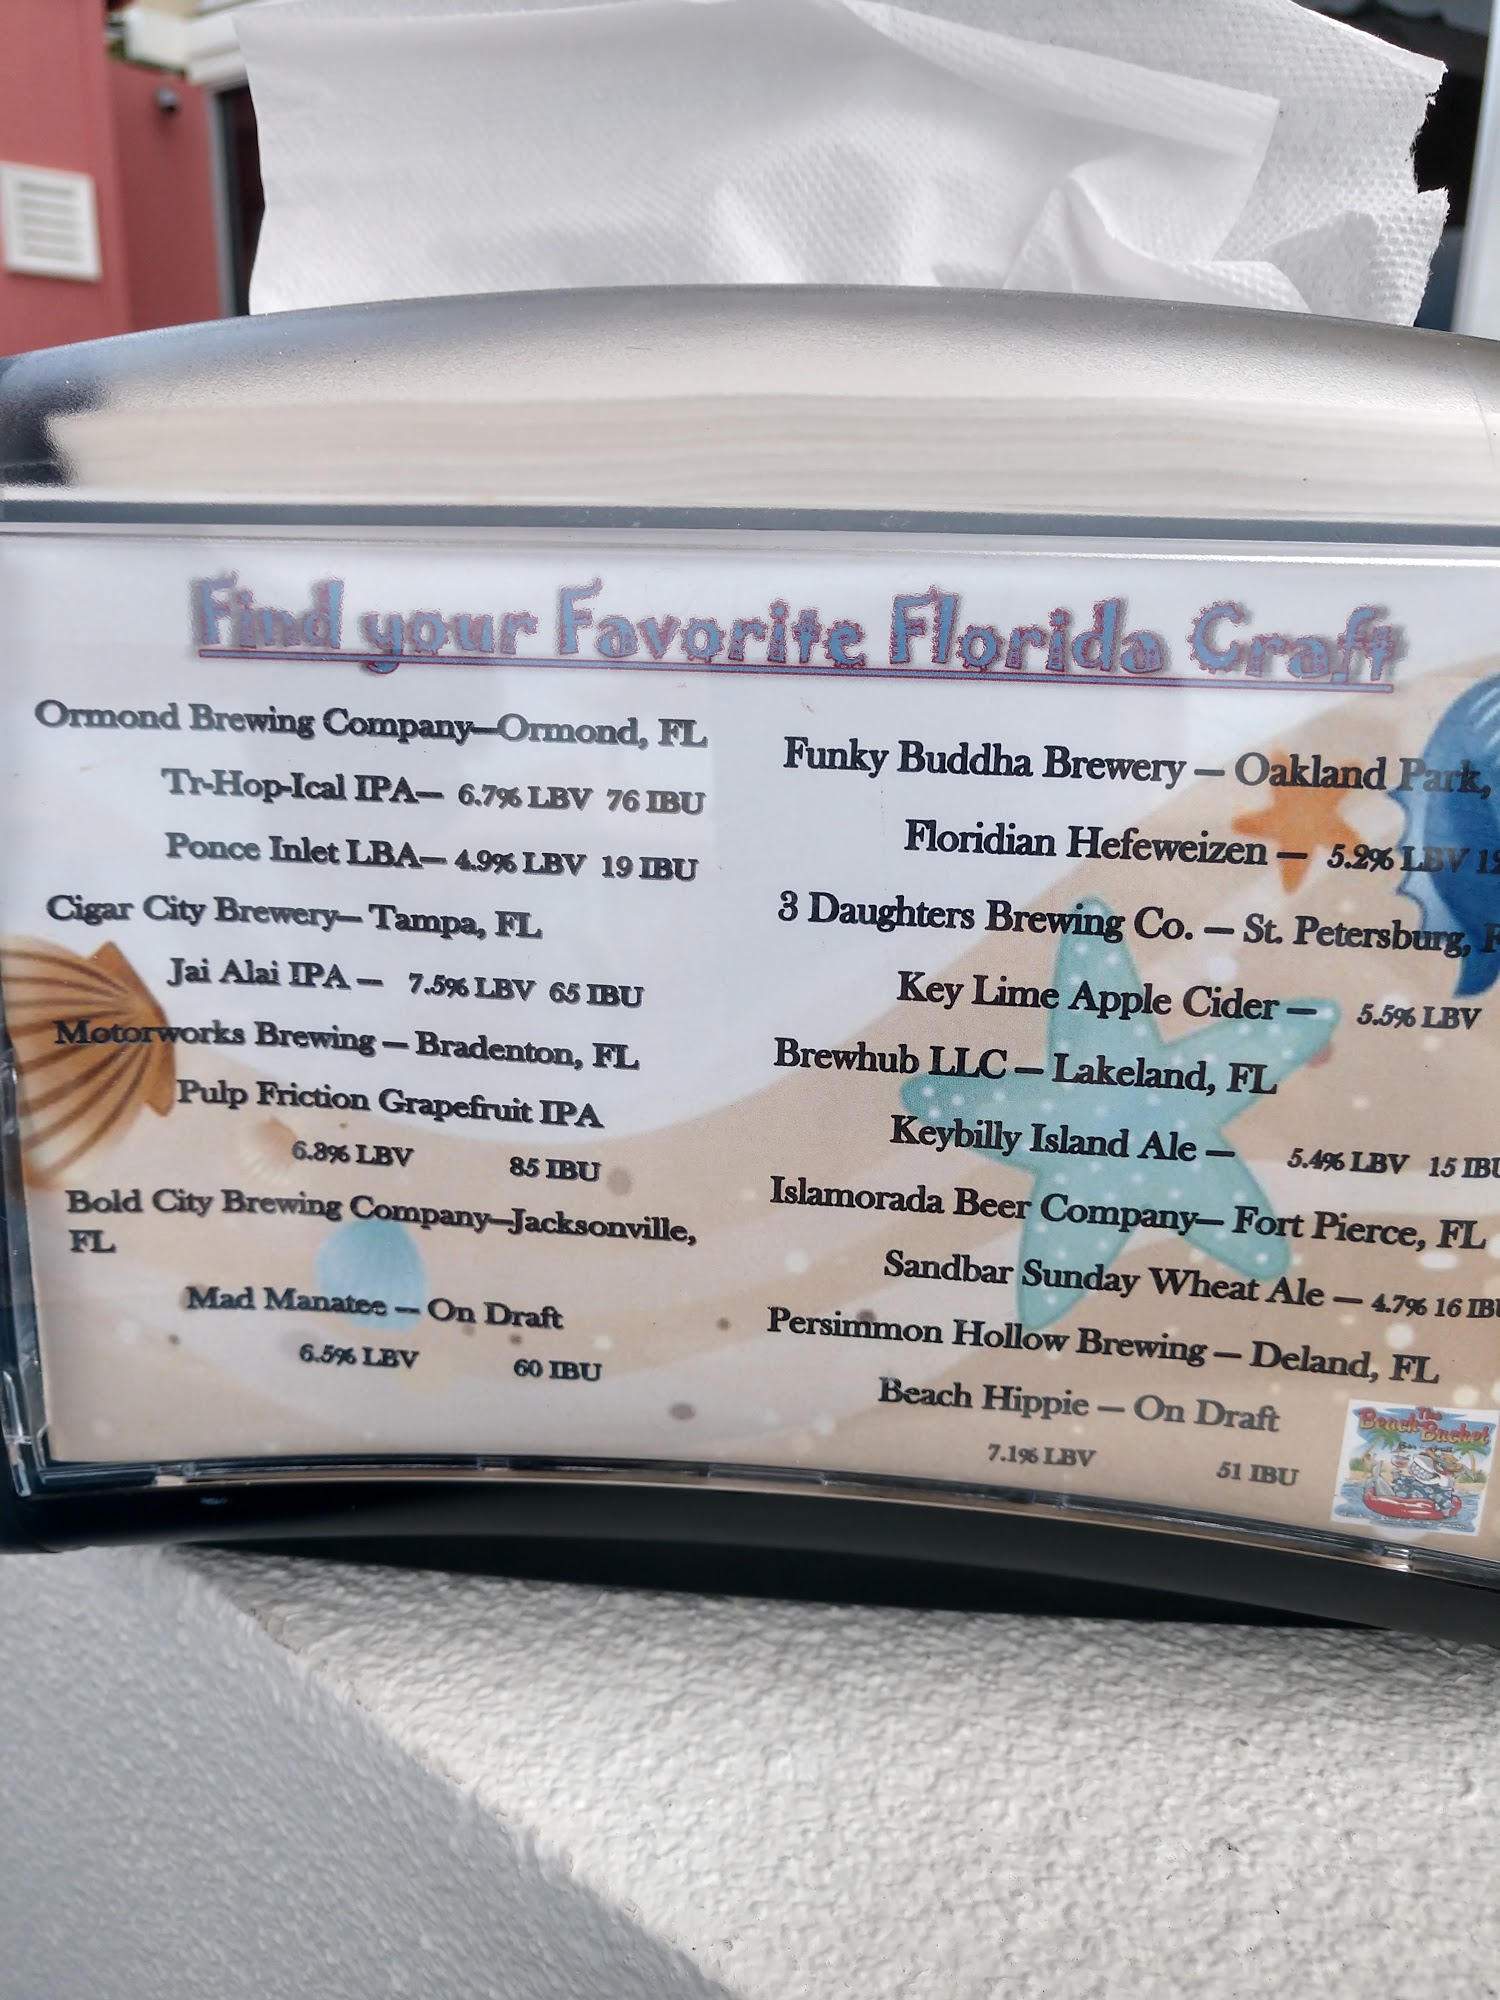 Find your Favorite Florida Craft
Ormond Brewing Company—Ormond, FL
Tr-Hop-Ical IPA— 6.7% LBV 76 IBU
Ponce Inlet LBA— 4.9% LBV 19 IBU
Cigar City Brewery— Tampa, FL
Jai Alai IPA — 7.5% LBV 65 IBU
Motorworks Brewing — Bradenton, FL
Pulp Friction Grapefruit IPA
6.8% LBV 85 IBU
Bold City Brewing Company—Jacksonville,
FL
Mad Manatee — On Draft
6.5% LBV 60 IBU
Funky Buddha Brewery — Oakland Park,
Floridian Hefeweizen — 5.2% LBV
3 Daughters Brewing Co. — St. Petersburg,
Key Lime Apple Cider — 5.5% LBV
Brewhub LLC — Lakeland, FL
Keybilly Island Ale — 5.4% LBV 15 IBU
Islamorada Beer Company— Fort Pierce, FL
Sandbar Sunday Wheat Ale — 4.7% 16 IBU
Persimmon Hollow Brewing — Deland, FL
Beach Hippie — On Draft
7.1% LBV 51 IBU
The
Beach Bucket